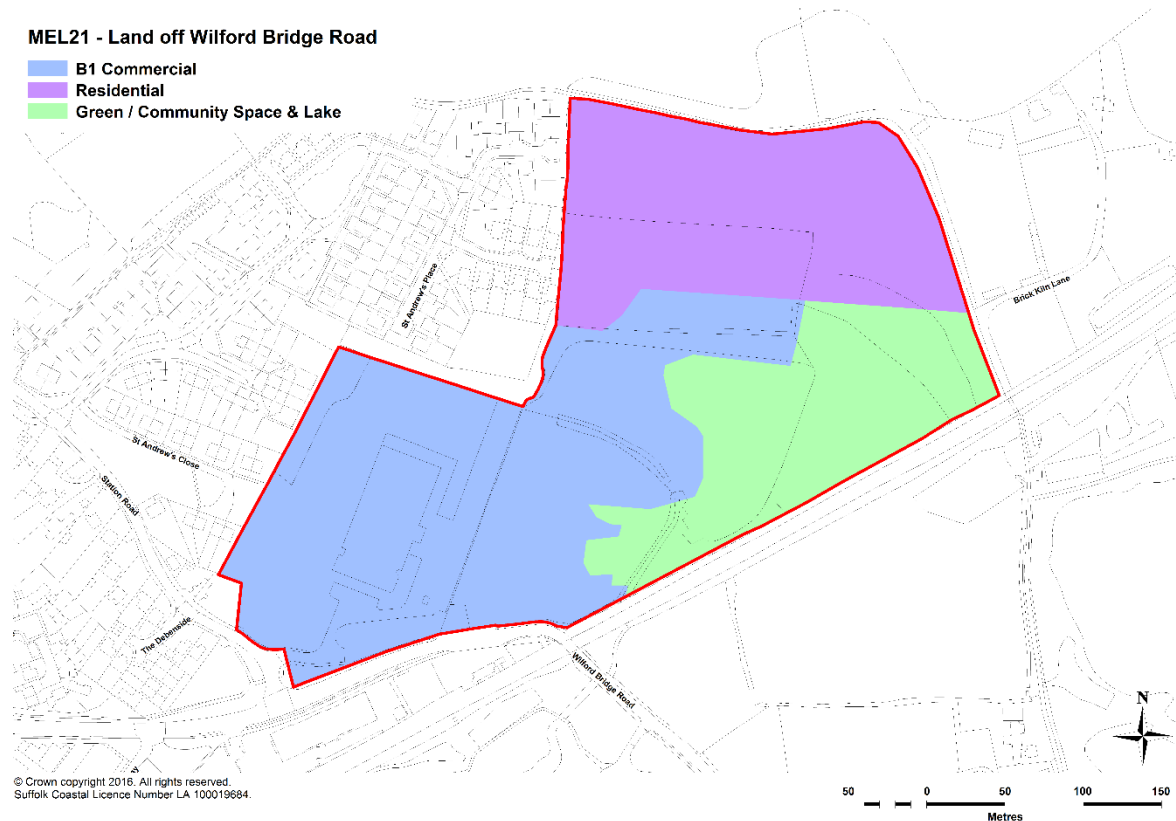 MEL21 - Land off Wilford Bridge Road
B1 Commercial
Residential
Green / Community Space & Lake
St Andrew's Place
Brick Kiln Lane
St Andrew's Close
Station Road
The Debenside
Wilford Bridge Road
N
© Crown copyright 2016. All rights reserved.
Suffolk Coastal Licence Number LA 100019684.
50 0 50 100 150
Metres